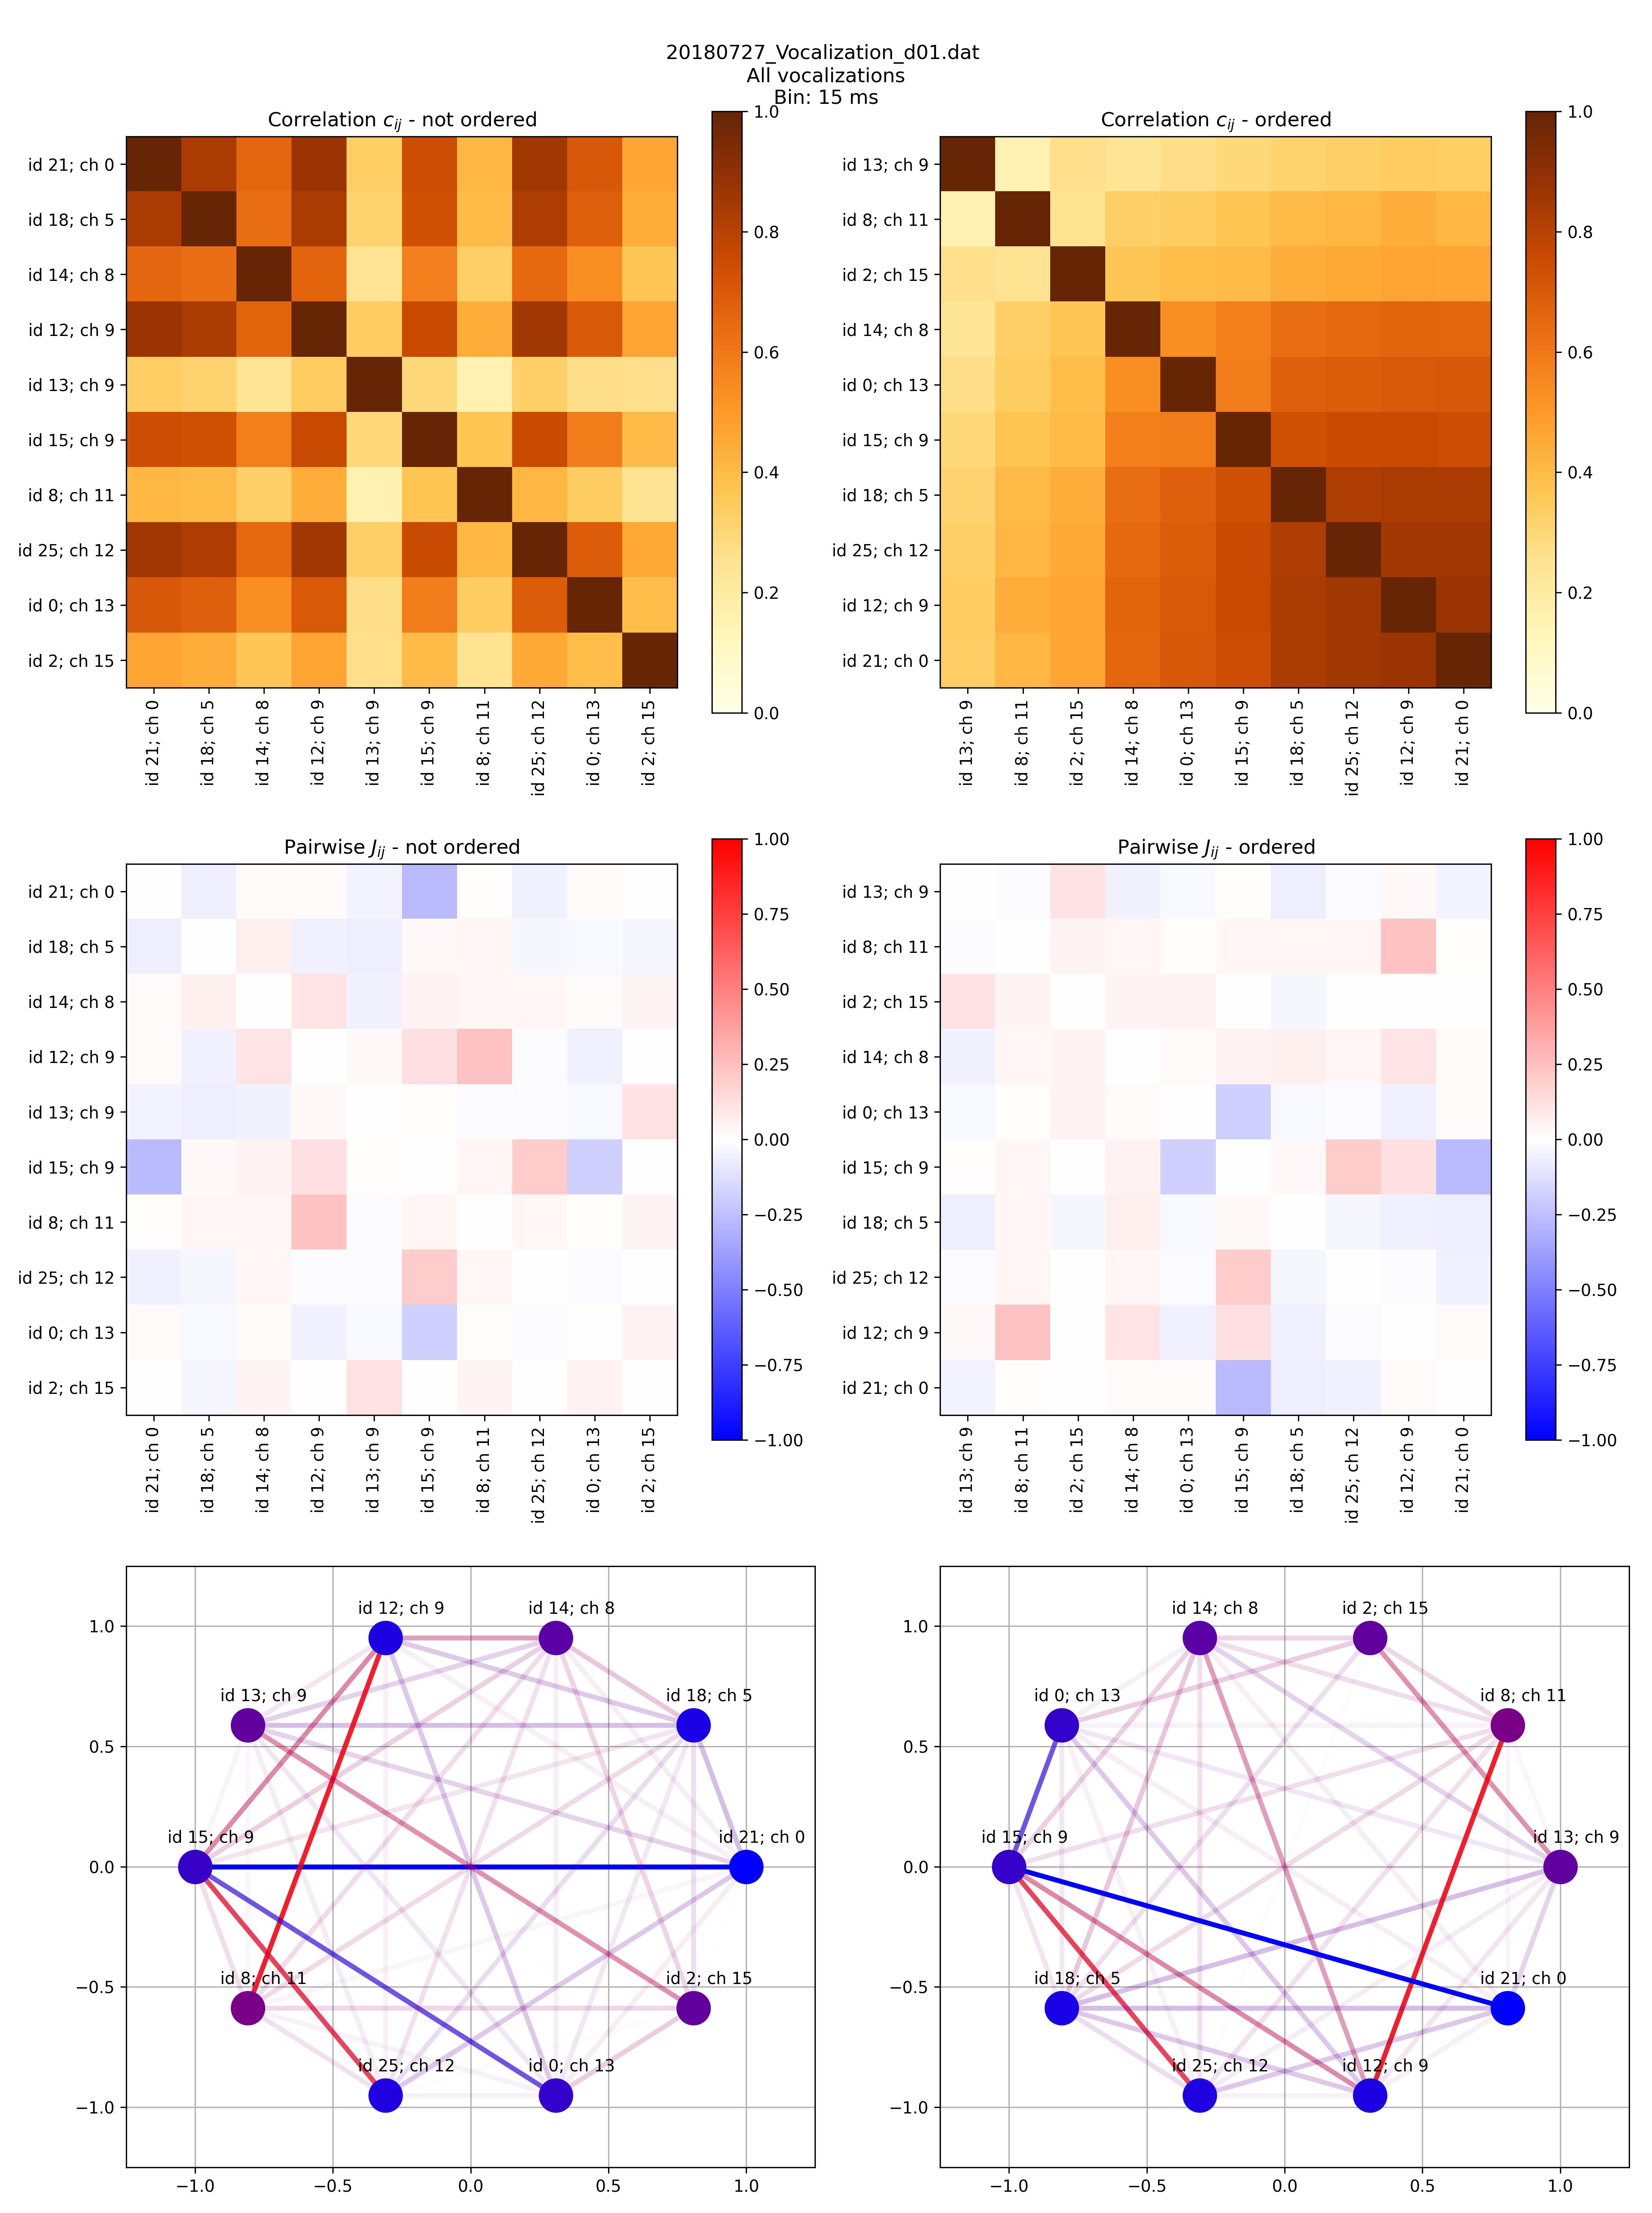 20180727_Vocalization_d01.dat
All vocalizations
Bin: 15 ms
Correlation c_ij - not ordered
id 21; ch 0
id 18; ch 5
id 14; ch 8
id 12; ch 9
id 13; ch 9
id 15; ch 9
id 8; ch 11
id 25; ch 12
id 0; ch 13
id 2; ch 15
id 21; ch 0
id 18; ch 5
id 14; ch 8
id 12; ch 9
id 13; ch 9
id 15; ch 9
id 8; ch 11
id 25; ch 12
id 0; ch 13
id 2; ch 15
1.0
0.8
0.6
0.4
0.2
0.0
Correlation c_ij - ordered
id 13; ch 9
id 8; ch 11
id 2; ch 15
id 14; ch 8
id 0; ch 13
id 15; ch 9
id 18; ch 5
id 25; ch 12
id 12; ch 9
id 21; ch 0
id 13; ch 9
id 8; ch 11
id 2; ch 15
id 14; ch 8
id 0; ch 13
id 15; ch 9
id 18; ch 5
id 25; ch 12
id 12; ch 9
id 21; ch 0
1.0
0.8
0.6
0.4
0.2
0.0
Pairwise J_ij - not ordered
id 21; ch 0
id 18; ch 5
id 14; ch 8
id 12; ch 9
id 13; ch 9
id 15; ch 9
id 8; ch 11
id 25; ch 12
id 0; ch 13
id 2; ch 15
id 21; ch 0
id 18; ch 5
id 14; ch 8
id 12; ch 9
id 13; ch 9
id 15; ch 9
id 8; ch 11
id 25; ch 12
id 0; ch 13
id 2; ch 15
1.00
0.75
0.50
0.25
0.00
−0.25
−0.50
−0.75
−1.00
Pairwise J_ij - ordered
id 13; ch 9
id 8; ch 11
id 2; ch 15
id 14; ch 8
id 0; ch 13
id 15; ch 9
id 18; ch 5
id 25; ch 12
id 12; ch 9
id 21; ch 0
id 13; ch 9
id 8; ch 11
id 2; ch 15
id 14; ch 8
id 0; ch 13
id 15; ch 9
id 18; ch 5
id 25; ch 12
id 12; ch 9
id 21; ch 0
1.00
0.75
0.50
0.25
0.00
−0.25
−0.50
−0.75
−1.00
1.0
0.5
0.0
−0.5
−1.0
id 12; ch 9
id 14; ch 8
id 13; ch 9
id 18; ch 5
id 15; ch 9
id 21; ch 0
id 8; ch 11
id 2; ch 15
id 25; ch 12
id 0; ch 13
−1.0
−0.5
0.0
0.5
1.0
1.0
0.5
0.0
−0.5
−1.0
id 14; ch 8
id 2; ch 15
id 0; ch 13
id 8; ch 11
id 15; ch 9
id 13; ch 9
id 18; ch 5
id 21; ch 0
id 25; ch 12
id 12; ch 9
−1.0
−0.5
0.0
0.5
1.0